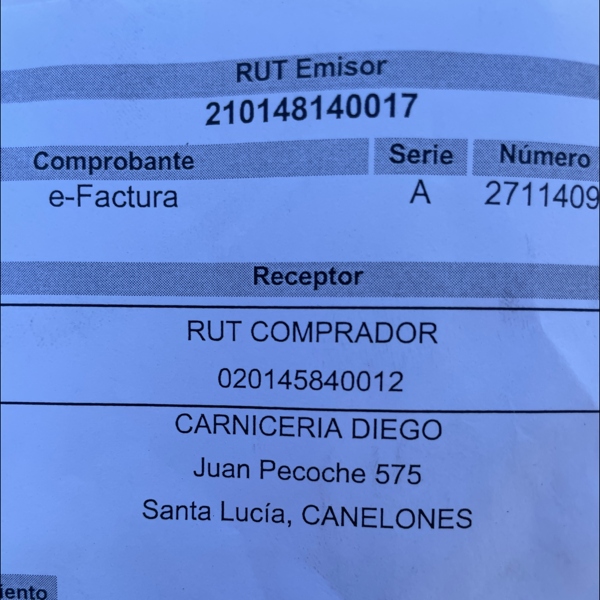 RUT Emisor
210148140017
Comprobante Serie Número
e-Factura A 2711409
Receptor
RUT COMPRADOR
020145840012
CARNICERIA DIEGO
Juan Pecoche 575
Santa Lucía, CANELONES